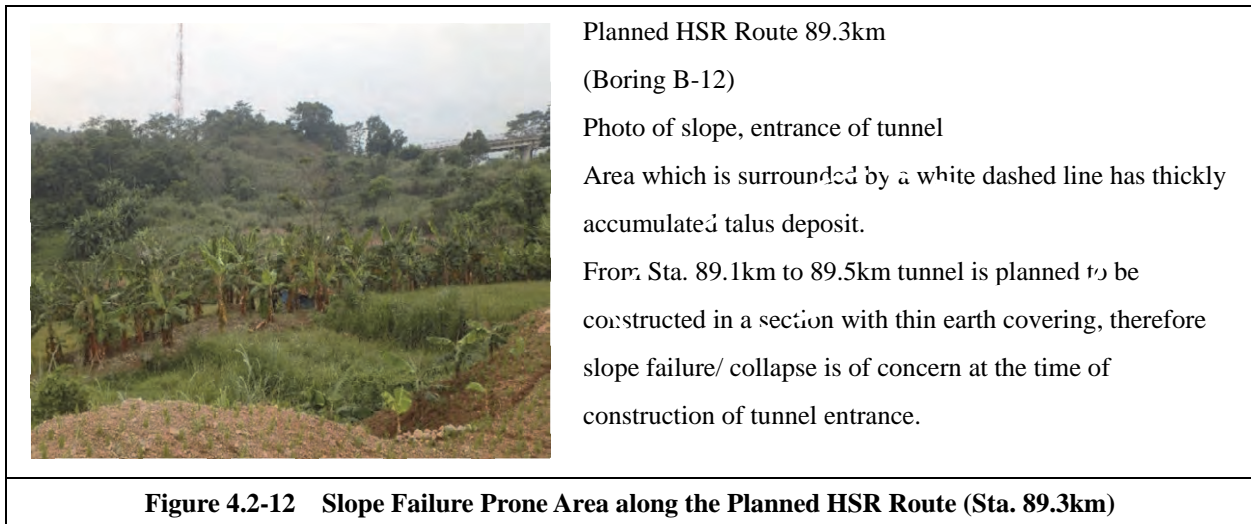 Planned HSR Route 89.3km
(Boring B-12)
Photo of slope, entrance of tunnel
Area which is surrounded by a white dashed line has thickly
accumulated talus deposit.
From Sta. 89.1km to 89.5km tunnel is planned to be
constructed in a section with thin earth covering, therefore
slope failure/ collapse is of concern at the time of
construction of tunnel entrance.
Figure 4.2-12 Slope Failure Prone Area along the Planned HSR Route (Sta. 89.3km)